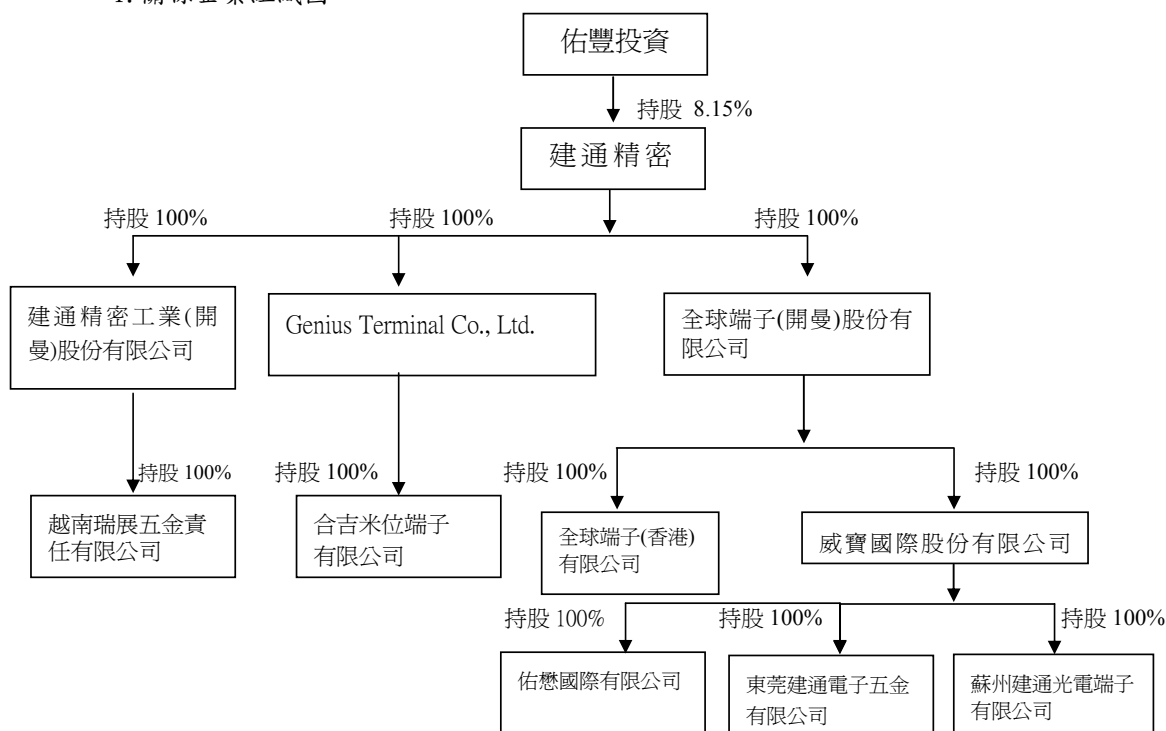 佑豐投資
持股 8.15%
建通精密
持股 100%
持股 100%
持股 100%
建通精密工業(開
曼)股份有限公司
Genius Terminal Co., Ltd.
全球端子(開曼)股份有
限公司
持股 100%
持股 100%
持股 100%
持股 100%
越南瑞展五金責
任有限公司
合吉米位端子
有限公司
全球端子(香港)
有限公司
威寶國際股份有限公司
持股 100%
持股 100%
持股 100%
佑懋國際有限公司
東莞建通電子五金
有限公司
蘇州建通光電端子
有限公司